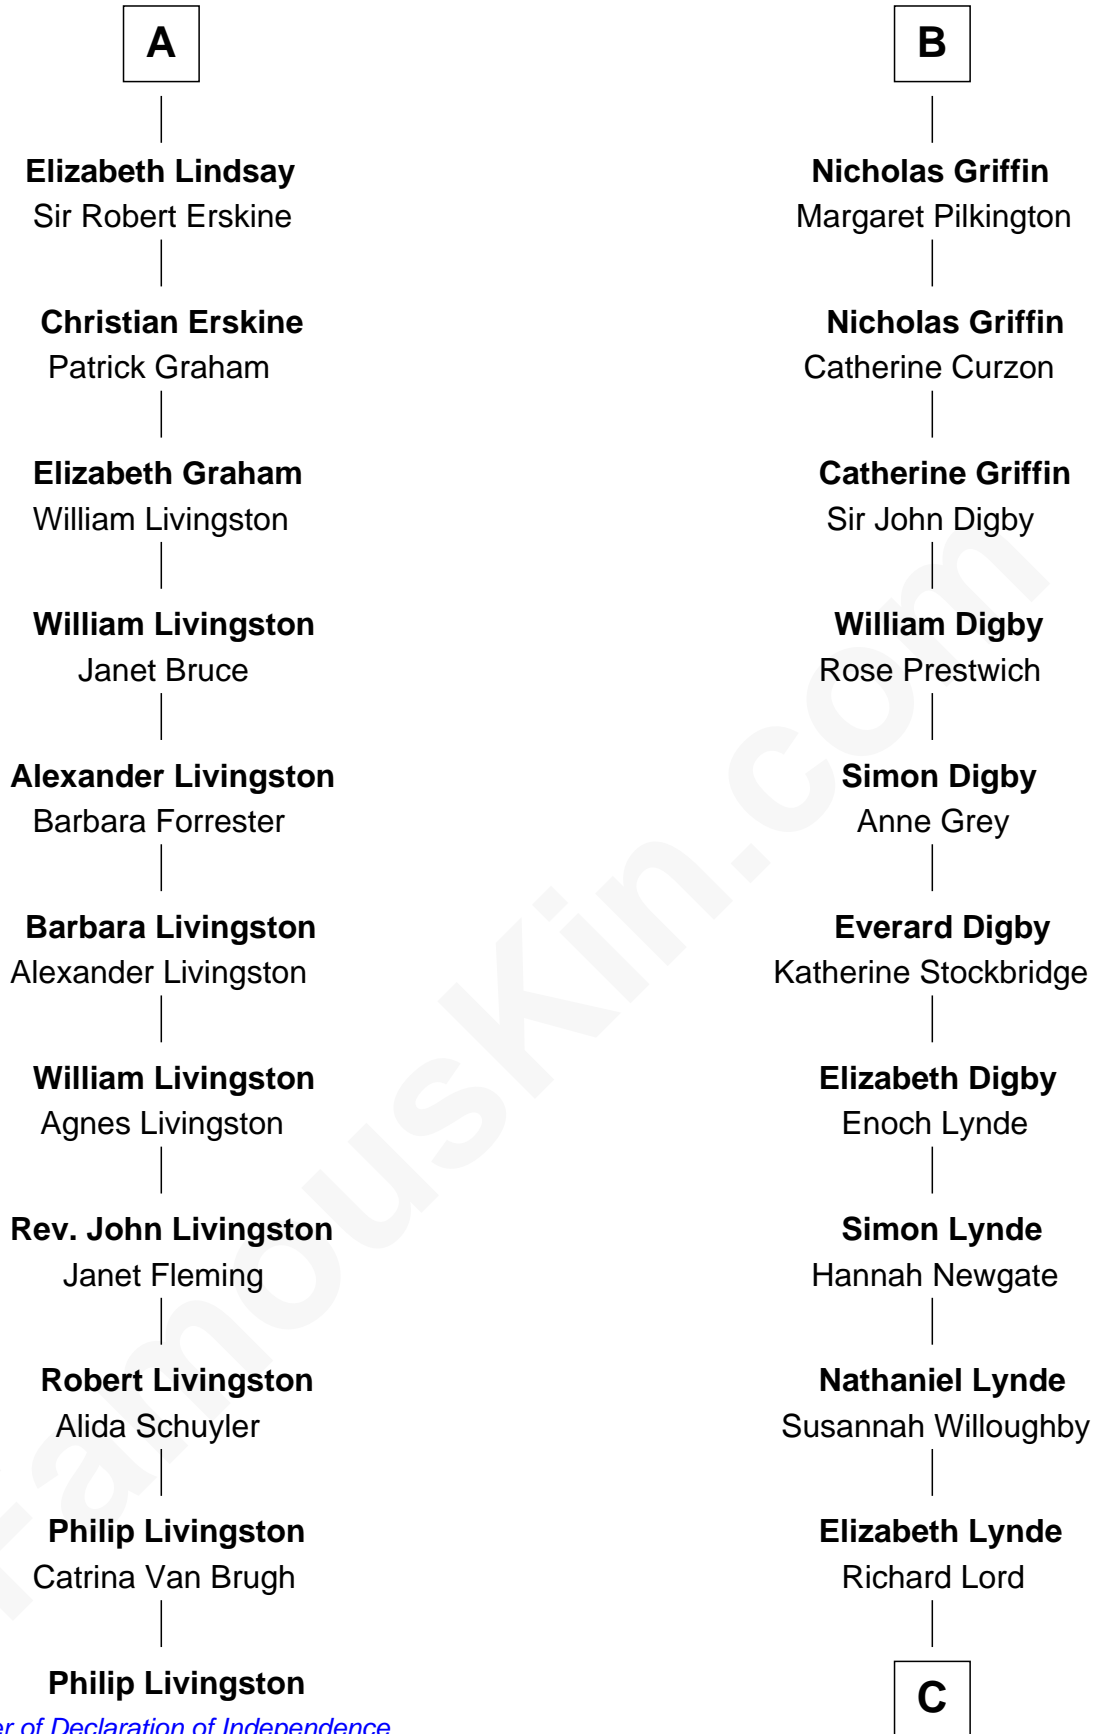 A
Elizabeth Lindsay
Sir Robert Erskine
Christian Erskine
Patrick Graham
Elizabeth Graham
William Livingston
William Livingston
Janet Bruce
Alexander Livingston
Barbara Forrester
Barbara Livingston
Alexander Livingston
William Livingston
Agnes Livingston
Rev. John Livingston
Janet Fleming
Robert Livingston
Alida Schuyler
Philip Livingston
Catrina Van Brugh
Philip Livingston
er of Declaration of Independence
B
Nicholas Griffin
Margaret Pilkington
Nicholas Griffin
Catherine Curzon
Catherine Griffin
Sir John Digby
William Digby
Rose Prestwich
Simon Digby
Anne Grey
Everard Digby
Katherine Stockbridge
Elizabeth Digby
Enoch Lynde
Simon Lynde
Hannah Newgate
Nathaniel Lynde
Susannah Willoughby
Elizabeth Lynde
Richard Lord
C
FamousKin.com